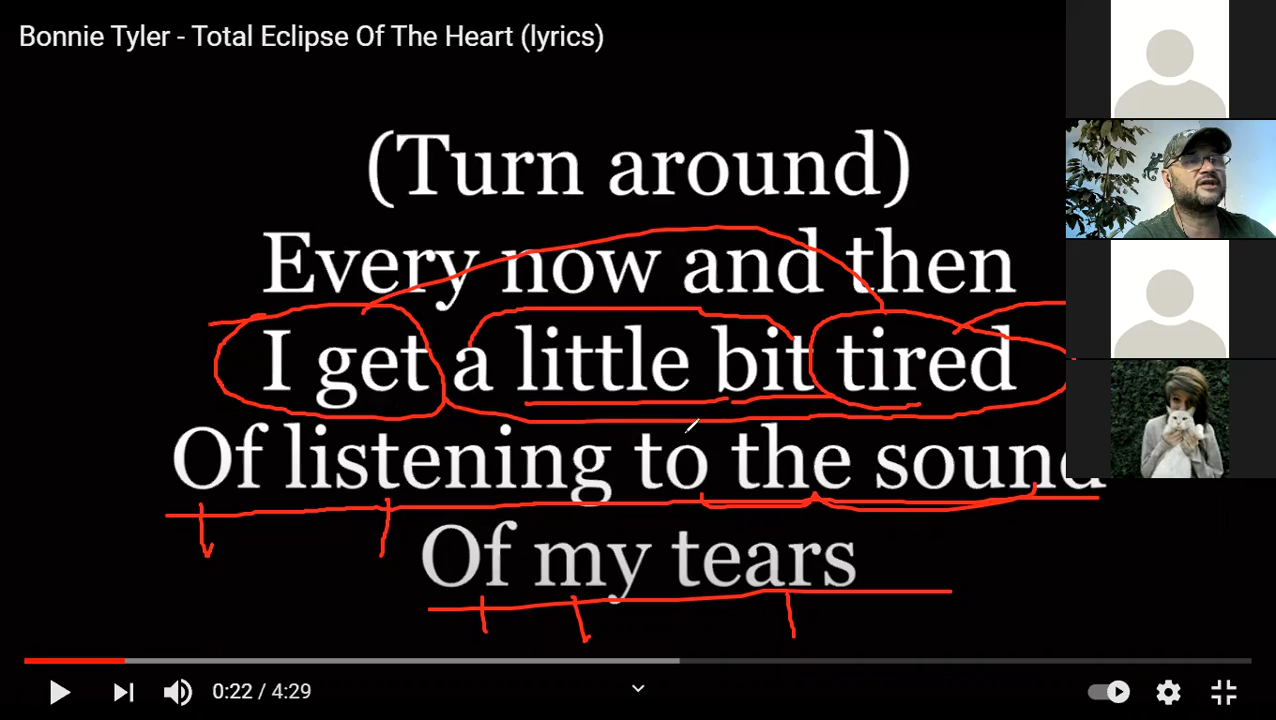 Bonnie Tyler - Total Eclipse Of The Heart (lyrics)
(Turn around)
Every now and then
I get a little bit tired
Of listening to the sound
Of my tears
0:22 / 4:29